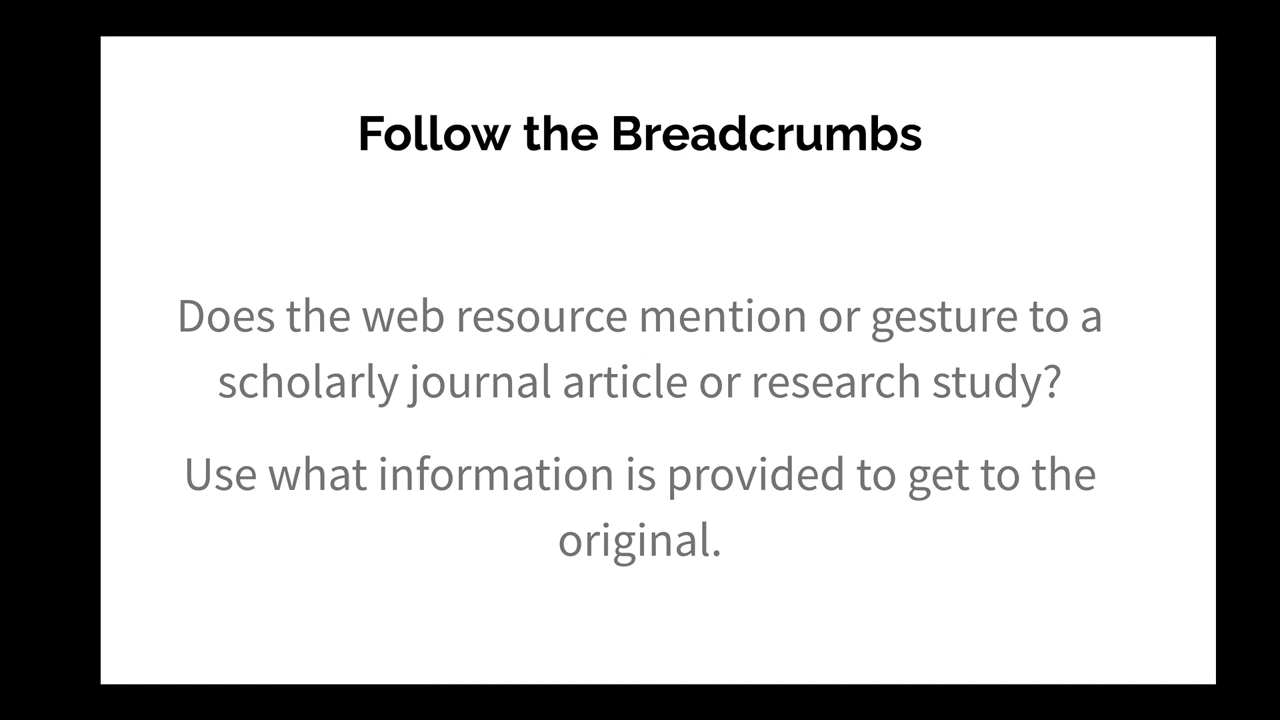 Follow the Breadcrumbs
Does the web resource mention or gesture to a
scholarly journal article or research study?
Use what information is provided to get to the
original.